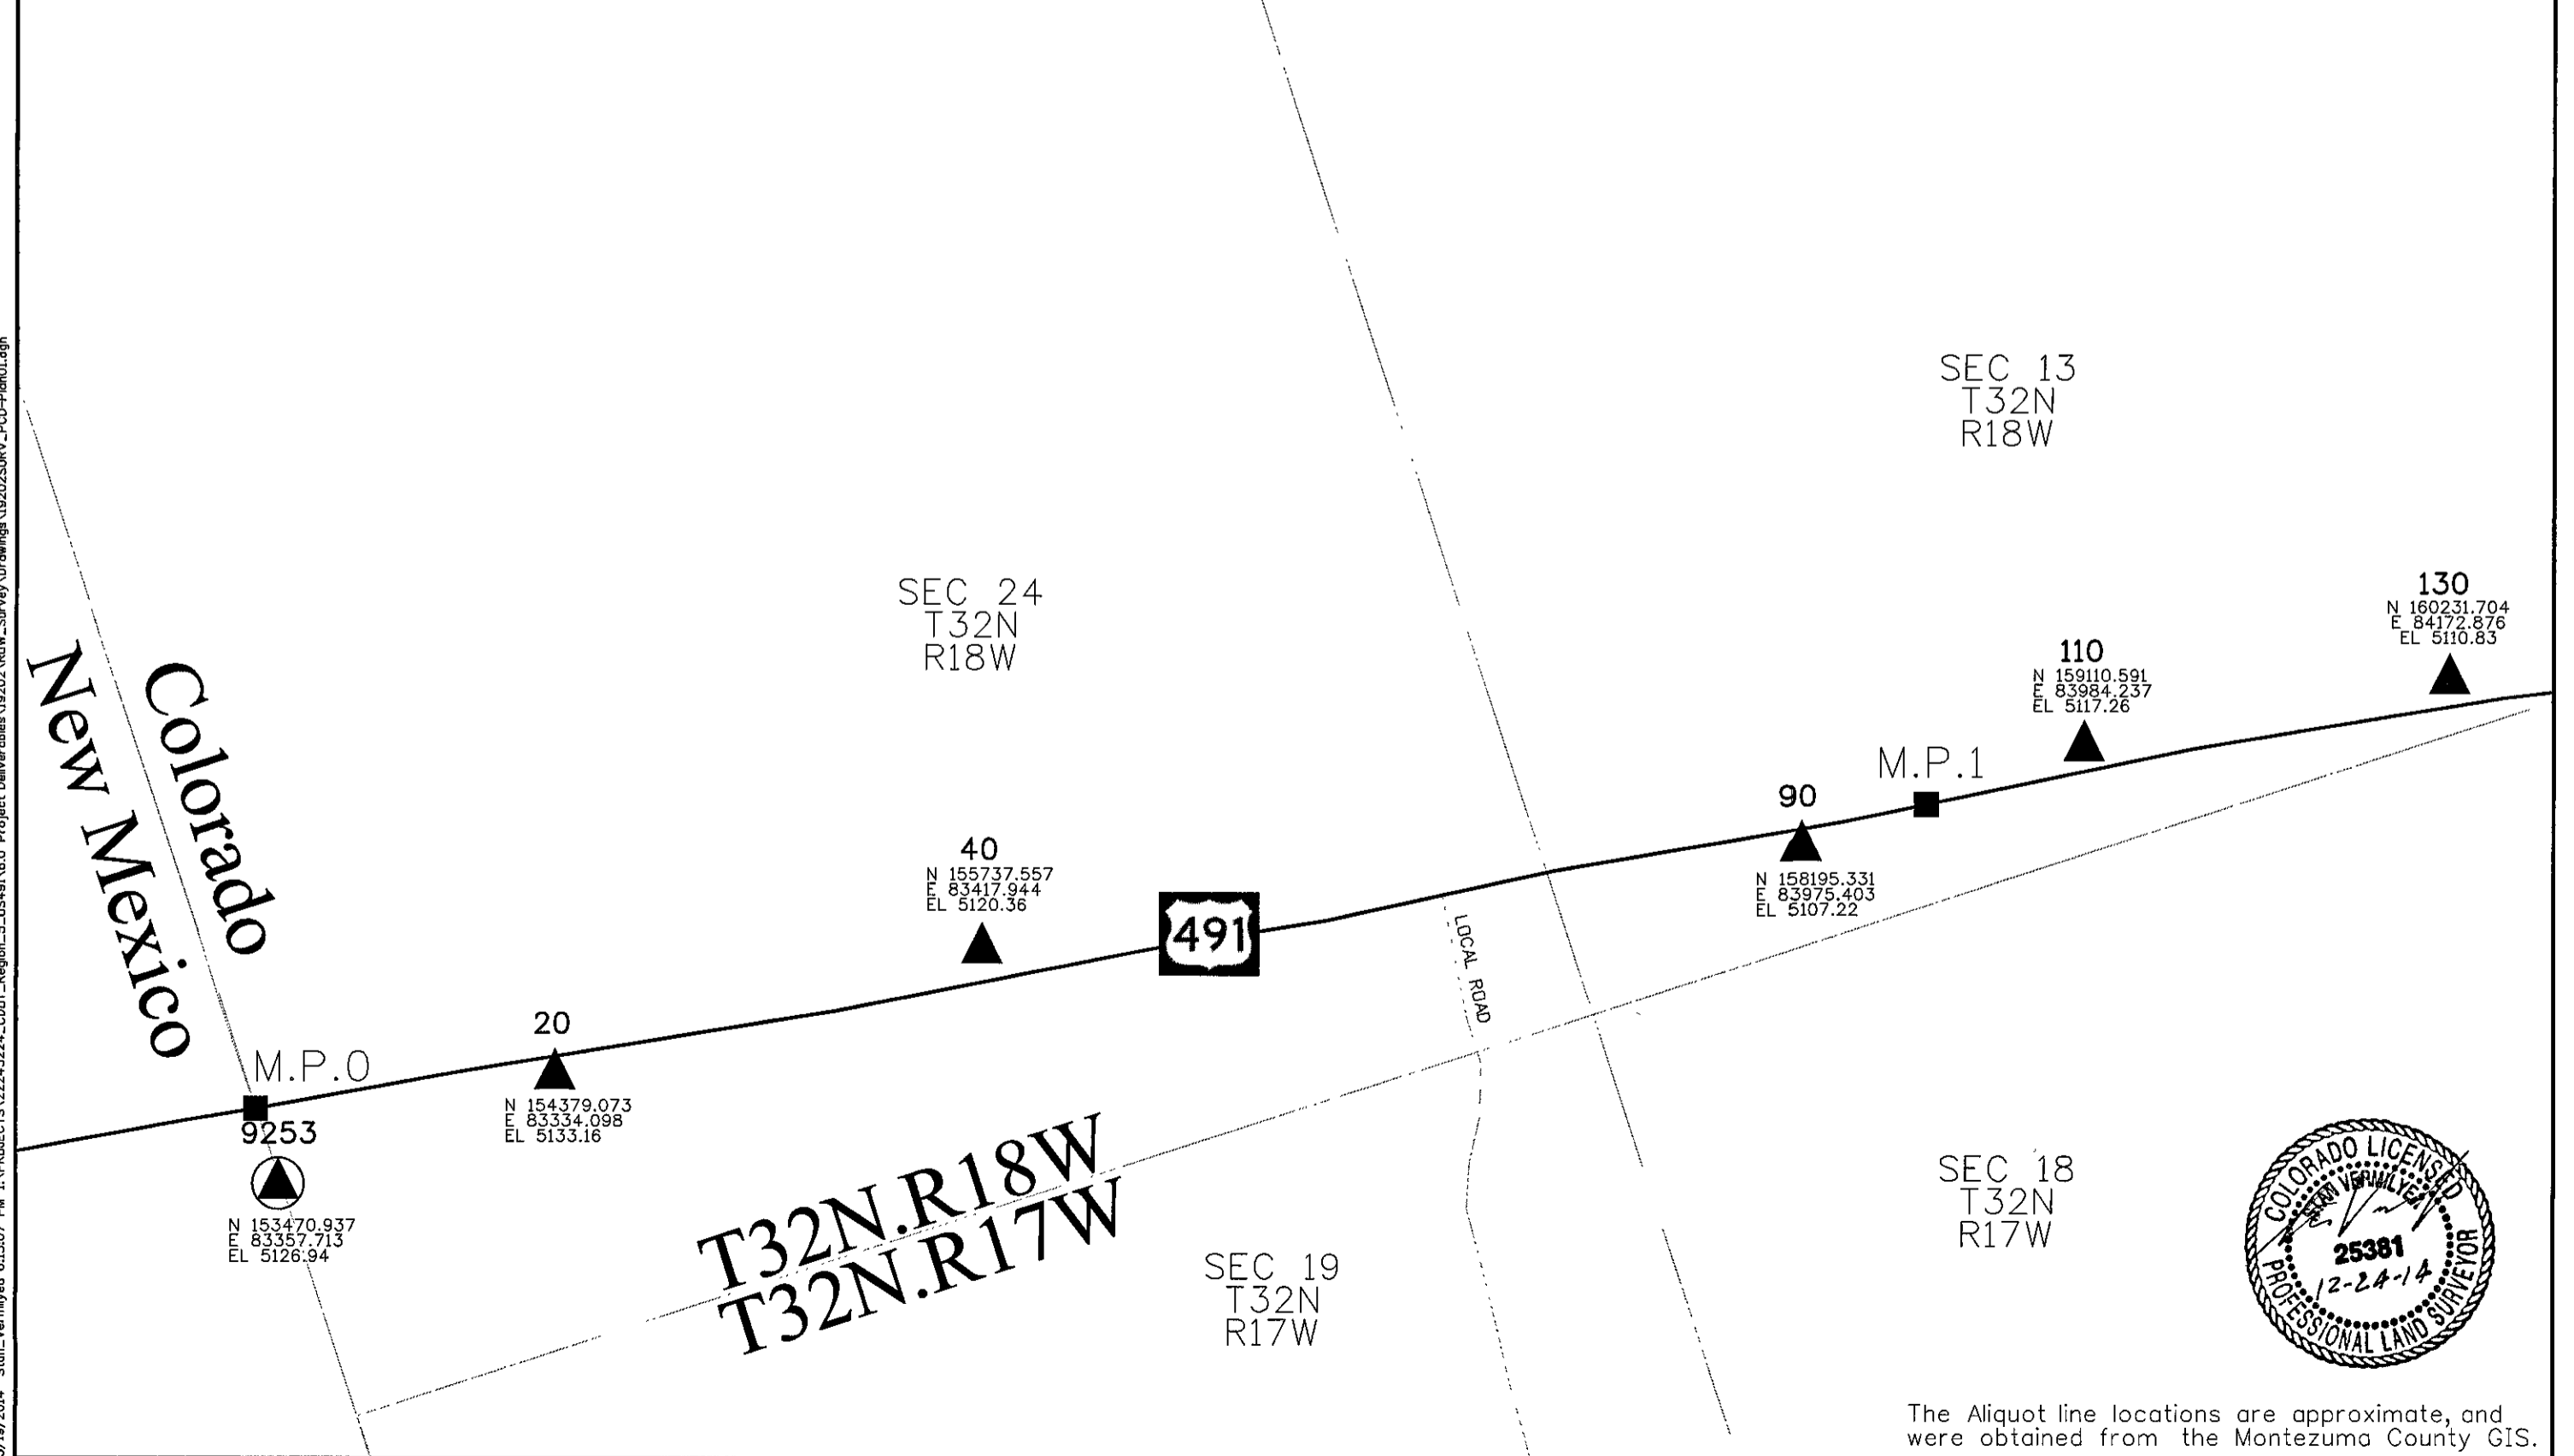 SEC 13
T32N
R18W
SEC 24
T32N
R18W
130
N 160231.704
E 84172.876
EL 5110.83
110
N 159110.591
E 83984.237
EL 5117.26
Colorado
New Mexico
M.P.1
90
N 158195.331
E 83975.403
EL 5107.22
40
N 155737.557
E 83417.944
EL 5120.36
491
LOCAL ROAD
20
N 154379.073
E 83334.098
EL 5133.16
M.P.0
9253
N 153470.937
E 83357.713
EL 5126.94
T32N.R18W
T32N.R17W
SEC 18
T32N
R17W
SEC 19
T32N
R17W
COLORADO LICENSED
STAN VERMILYEA
25381
12-24-14
PROFESSIONAL LAND SURVEYOR
The Aliquot line locations are approximate, and
were obtained from the Montezuma County GIS.